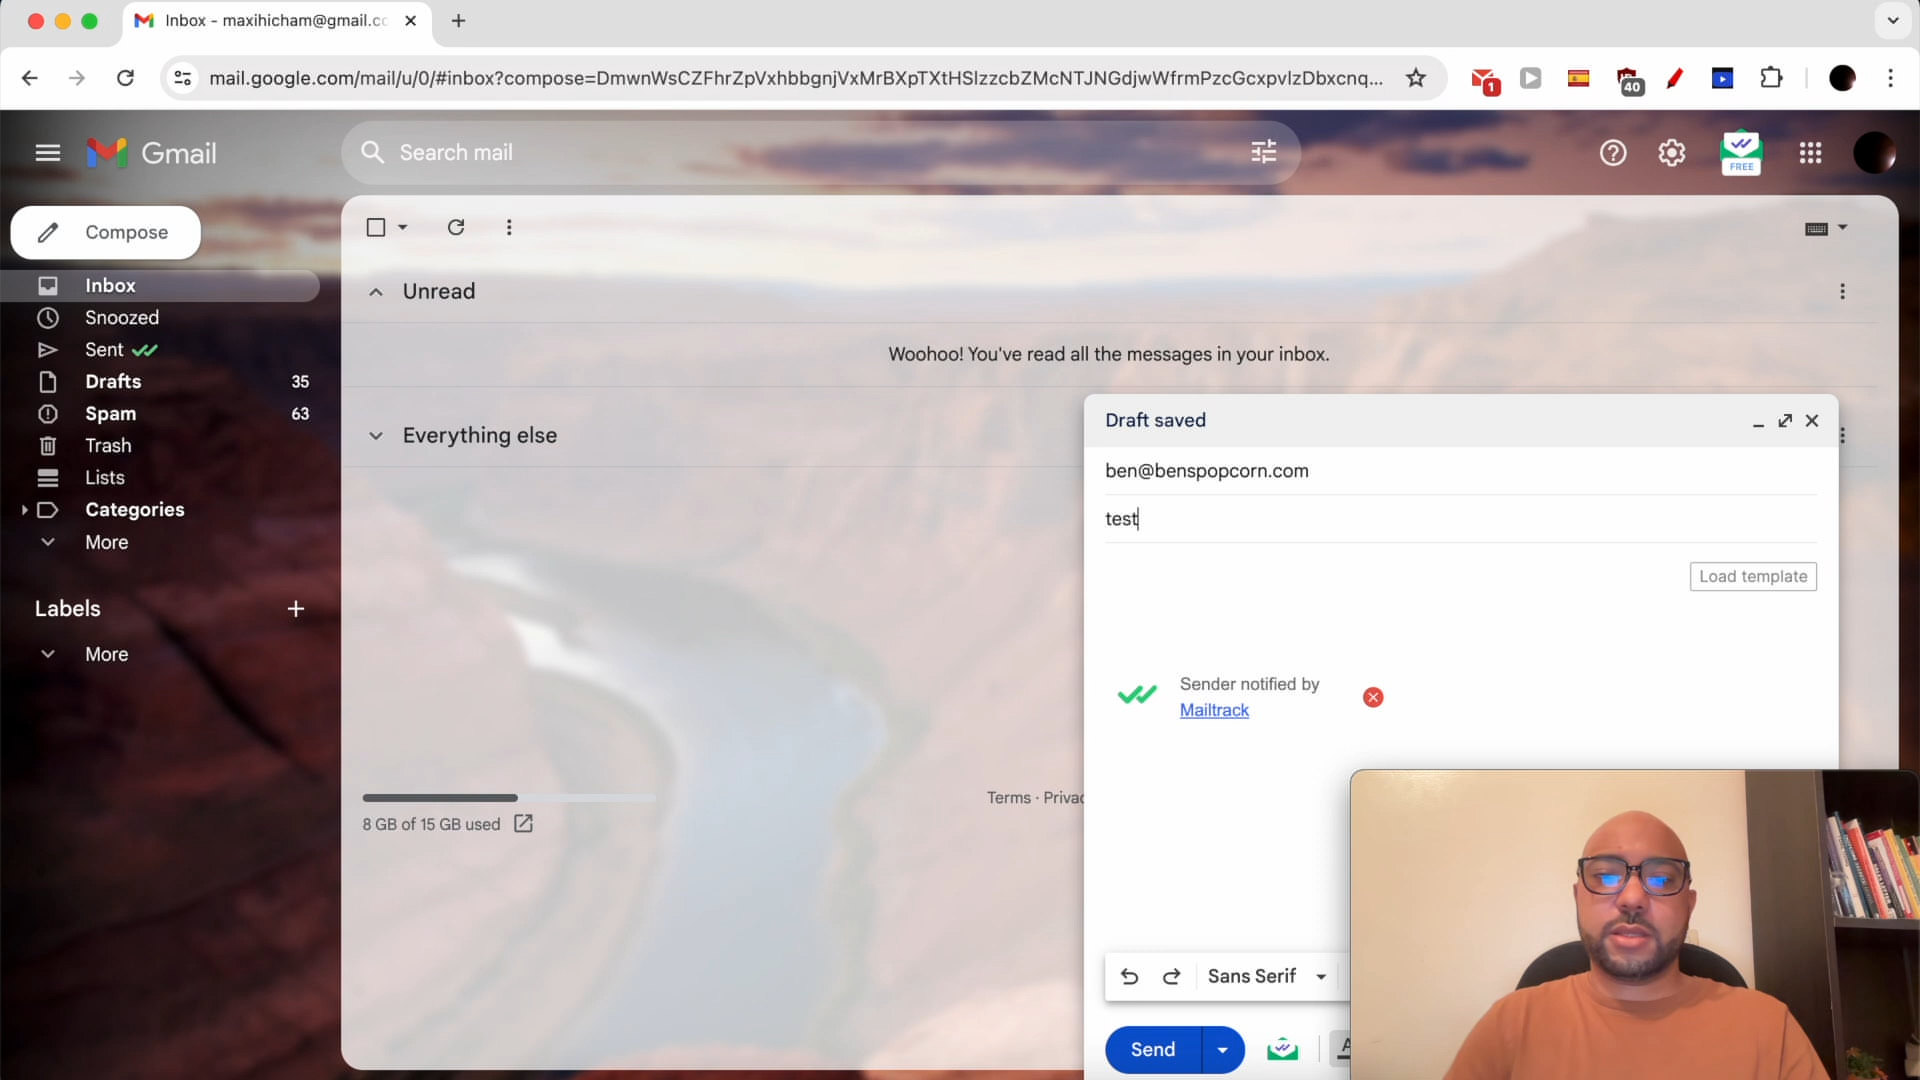 Inbox - maxihicham@gmail.co
mail.google.com/mail/u/0/#inbox?compose=DmwnWsCZFhrZpVxhbbgnjVxMrBXpTXtHSlzzcbZMcNTJNGdjwWfrmPzcGcxpvlzDbxcnq...
1
40
Gmail
Search mail
FREE
Compose
Inbox
Snoozed
Sent
Drafts 35
Spam 63
Trash
Lists
Categories
More
Labels
More
Unread
Woohoo! You've read all the messages in your inbox.
Everything else
8 GB of 15 GB used
Terms · Privac
Draft saved
ben@benspopcorn.com
test
Load template
Sender notified by
Mailtrack
Sans Serif
Send